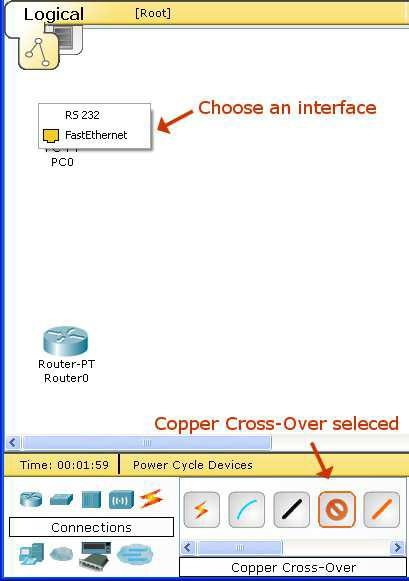 Logical [Root]
Choose an interface
RS 232
FastEthernet
PC0
Router-PT
Router0
Copper Cross-Over seleced
Time: 00:01:59 Power Cycle Devices
Connections
Copper Cross-Over